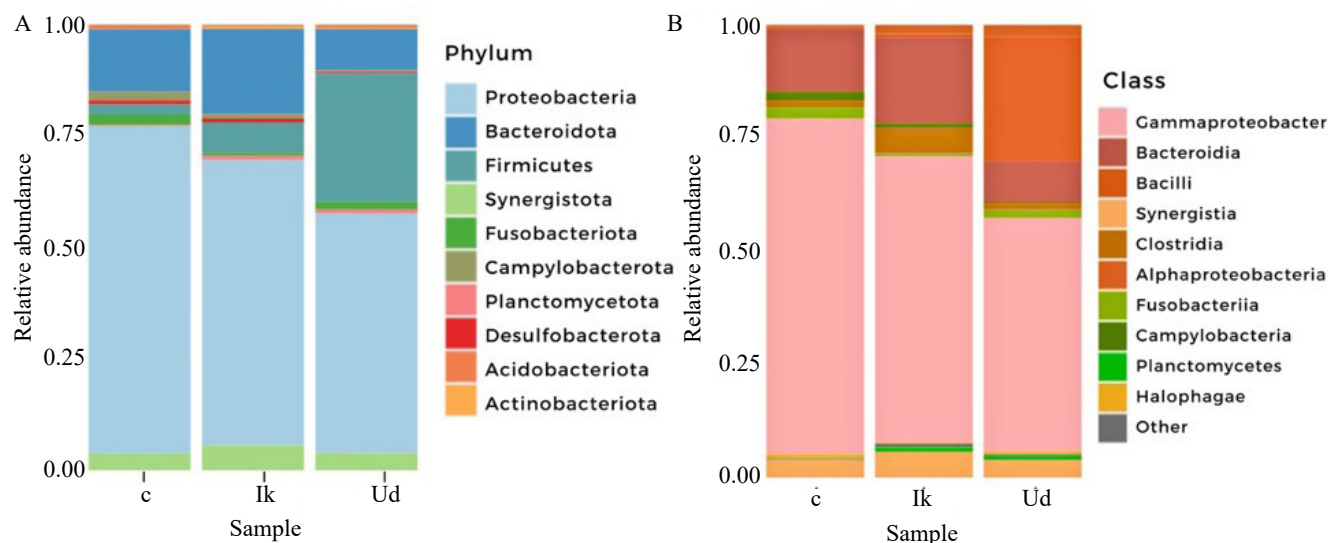 A
Relative abundance
1.00
0.75
0.50
0.25
0.00
c Ik Ud
Sample
Phylum
Proteobacteria
Bacteroidota
Firmicutes
Synergistota
Fusobacteriota
Campylobacterota
Planctomycetota
Desulfobacterota
Acidobacteriota
Actinobacteriota
B
Relative abundance
1.00
0.75
0.50
0.25
0.00
c Ik Ud
Sample
Class
Gammaproteobacter
Bacteroidia
Bacilli
Synergistia
Clostridia
Alphaproteobacteria
Fusobacteriia
Campylobacteria
Planctomycetes
Halophagae
Other